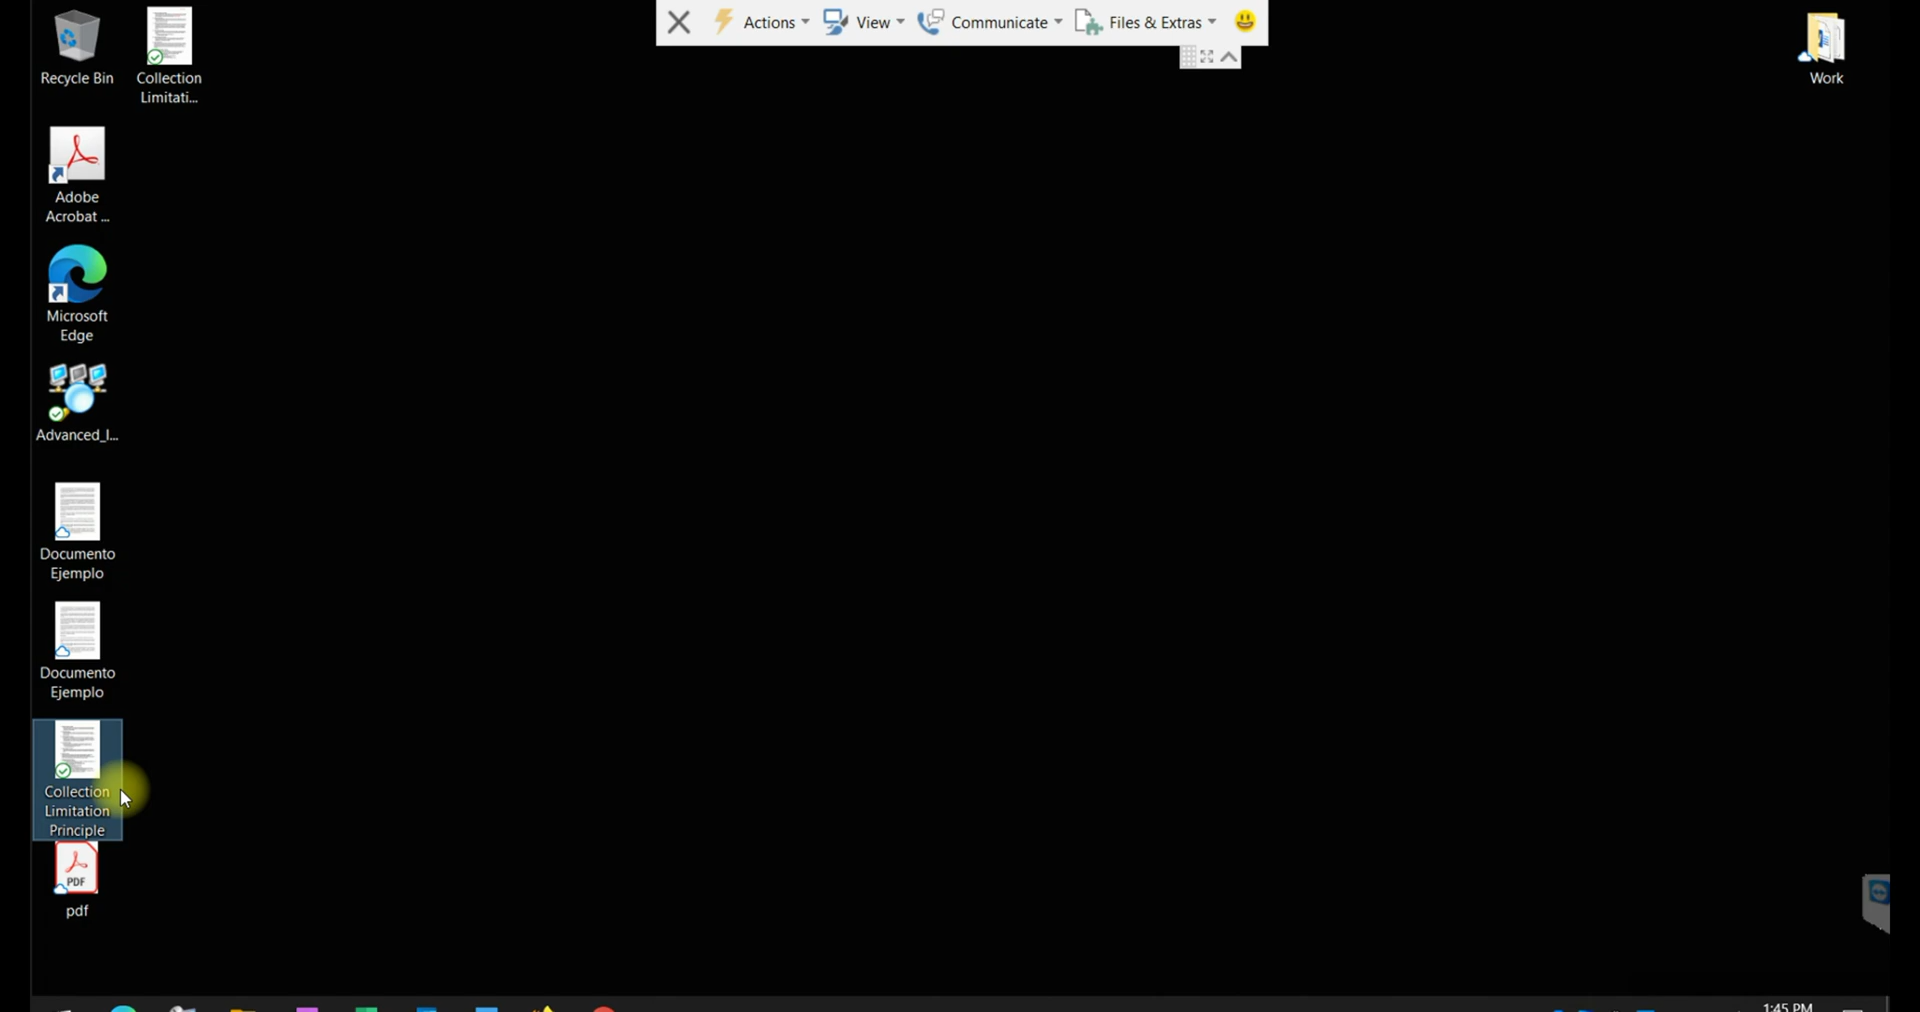 Actions View Communicate Files & Extras
Recycle Bin
Collection
Limitati...
Work
Adobe
Acrobat ...
Microsoft
Edge
Advanced_I...
Documento
Ejemplo
Documento
Ejemplo
Collection
Limitation
Principle
PDF
pdf
1:45 PM